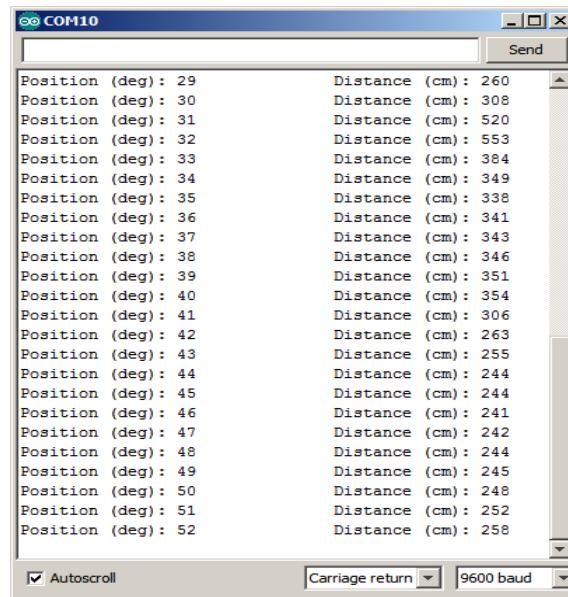 COM10
Send
Position (deg): 29 Distance (cm): 260
Position (deg): 30 Distance (cm): 308
Position (deg): 31 Distance (cm): 520
Position (deg): 32 Distance (cm): 553
Position (deg): 33 Distance (cm): 384
Position (deg): 34 Distance (cm): 349
Position (deg): 35 Distance (cm): 338
Position (deg): 36 Distance (cm): 341
Position (deg): 37 Distance (cm): 343
Position (deg): 38 Distance (cm): 346
Position (deg): 39 Distance (cm): 351
Position (deg): 40 Distance (cm): 354
Position (deg): 41 Distance (cm): 306
Position (deg): 42 Distance (cm): 263
Position (deg): 43 Distance (cm): 255
Position (deg): 44 Distance (cm): 244
Position (deg): 45 Distance (cm): 244
Position (deg): 46 Distance (cm): 241
Position (deg): 47 Distance (cm): 242
Position (deg): 48 Distance (cm): 244
Position (deg): 49 Distance (cm): 245
Position (deg): 50 Distance (cm): 248
Position (deg): 51 Distance (cm): 252
Position (deg): 52 Distance (cm): 258
Autoscroll Carriage return 9600 baud